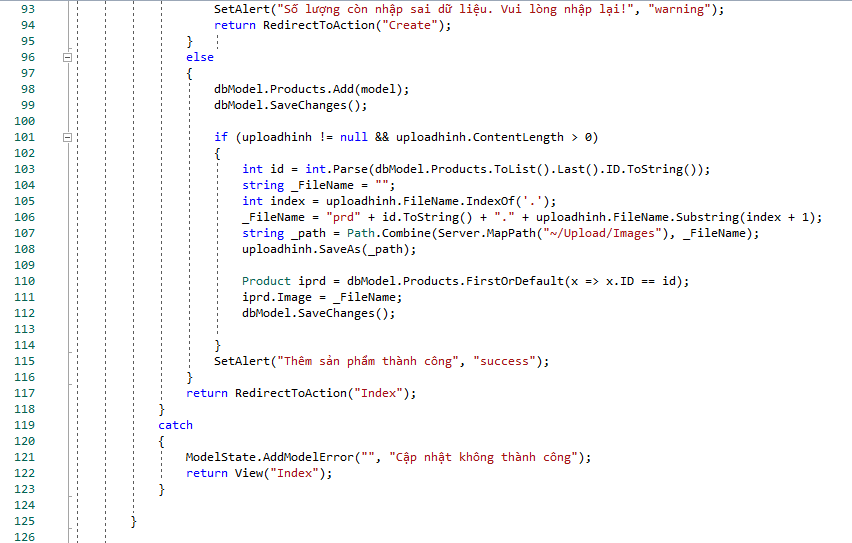 93 SetAlert("Số lượng còn nhập sai dữ liệu. Vui lòng nhập lại!", "warning");
94 return RedirectToAction("Create");
95 }
96 else
97 {
98 dbModel.Products.Add(model);
99 dbModel.SaveChanges();
100
101 if (uploadhinh != null && uploadhinh.ContentLength > 0)
102 {
103 int id = int.Parse(dbModel.Products.ToList().Last().ID.ToString());
104 string _FileName = "";
105 int index = uploadhinh.FileName.IndexOf('.');
106 _FileName = "prd" + id.ToString() + "." + uploadhinh.FileName.Substring(index + 1);
107 string _path = Path.Combine(Server.MapPath("~/Upload/Images"), _FileName);
108 uploadhinh.SaveAs(_path);
109
110 Product iprd = dbModel.Products.FirstOrDefault(x => x.ID == id);
111 iprd.Image = _FileName;
112 dbModel.SaveChanges();
113
114 }
115 SetAlert("Thêm sản phẩm thành công", "success");
116 }
117 return RedirectToAction("Index");
118 }
119 catch
120 {
121 ModelState.AddModelError("", "Cập nhật không thành công");
122 return View("Index");
123 }
124
125 }
126